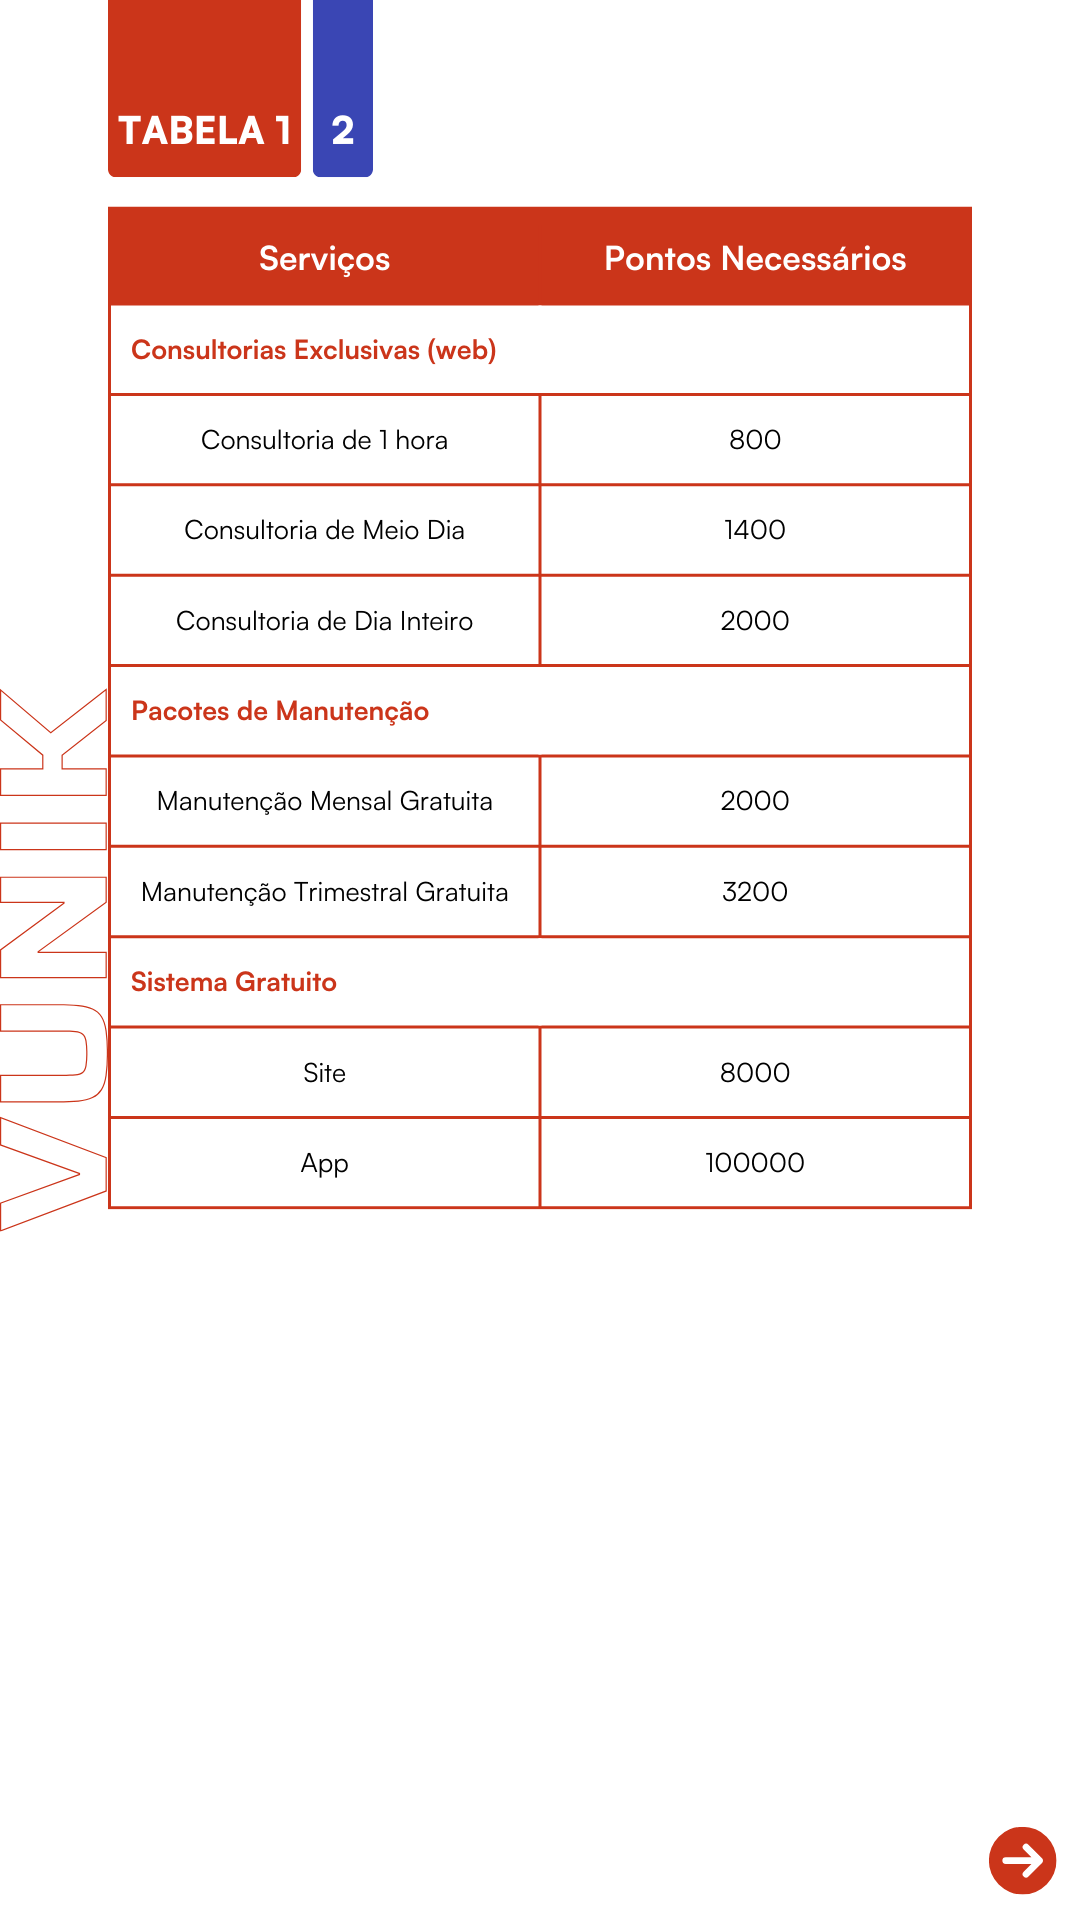 TABELA 1
2
Serviços Pontos Necessários
Consultorias Exclusivas (web)
Consultoria de 1 hora 800
Consultoria de Meio Dia 1400
Consultoria de Dia Inteiro 2000
Pacotes de Manutenção
Manutenção Mensal Gratuita 2000
Manutenção Trimestral Gratuita 3200
Sistema Gratuito
Site 8000
App 100000
VUNIK